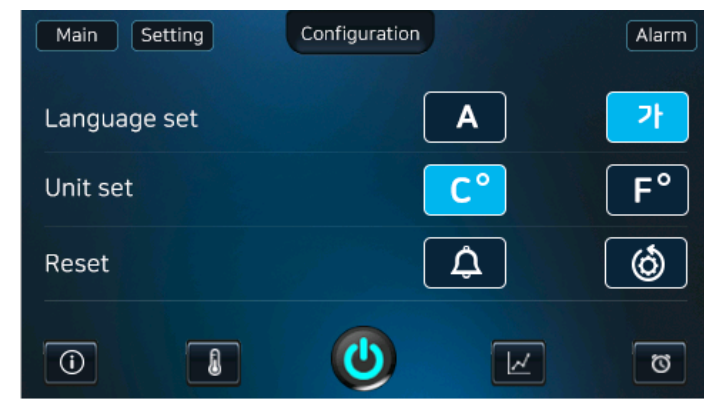 Main Setting Configuration Alarm
Language set A 가
Unit set C° F°
Reset